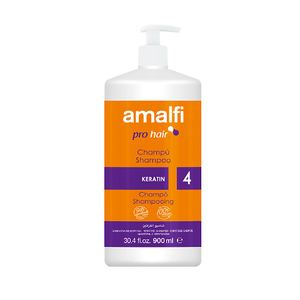 amalfi
pro hair
Champú
Shampoo
KERATIN 4
Champô
Shampooing
30.4 fl.oz. 900 ml ℮